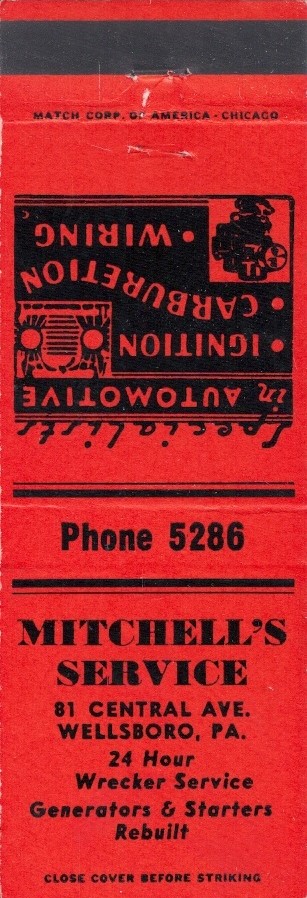 MATCH CORP. OF AMERICA - CHICAGO
Specialists
in AUTOMOTIVE
• IGNITION
• CARBURETION
• WIRING
Phone 5286
MITCHELL'S
SERVICE
81 CENTRAL AVE.
WELLSBORO, PA.
24 Hour
Wrecker Service
Generators & Starters
Rebuilt
CLOSE COVER BEFORE STRIKING